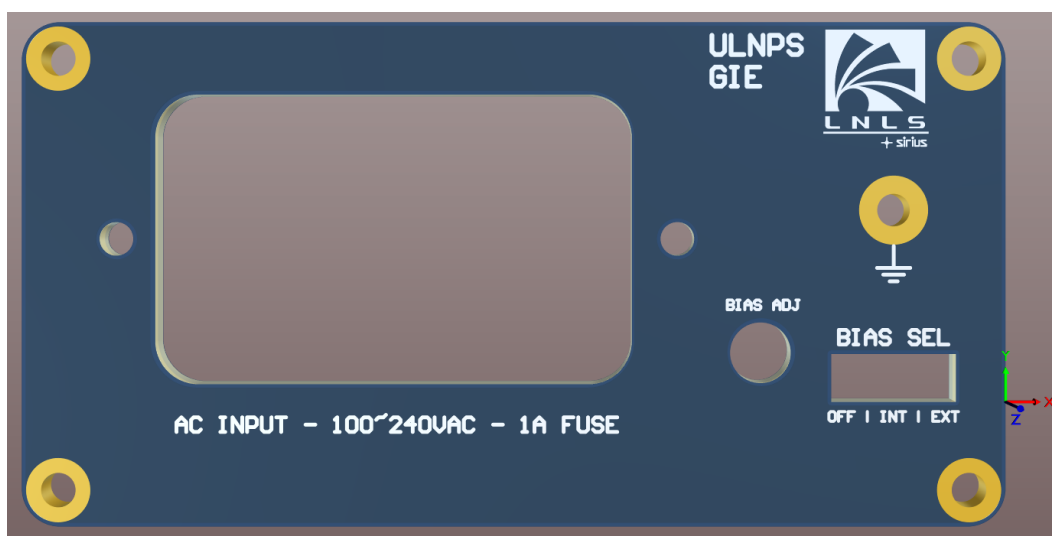 ULNPS
GIE
LNLS
sirius
BIAS ADJ
BIAS SEL
OFF | INT | EXT
AC INPUT - 100~240VAC - 1A FUSE
Y
X
Z